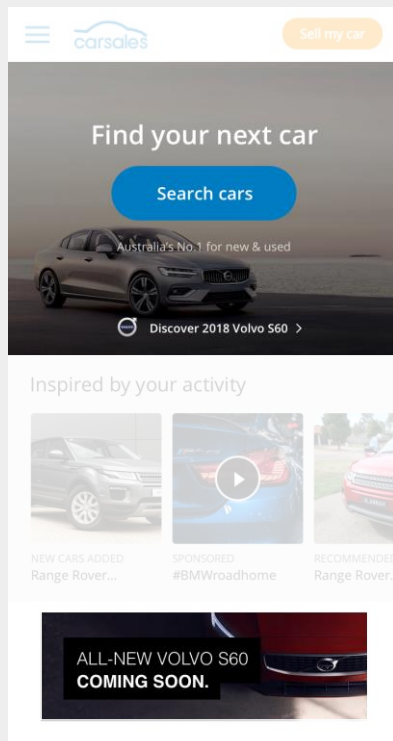 carsales
Sell my car
Find your next car
Search cars
Australia's No.1 for new & used
Discover 2018 Volvo S60 >
Inspired by your activity
NEW CARS ADDED
Range Rover...
SPONSORED
#BMWroadhome
RECOMMENDED
Range Rover.
ALL-NEW VOLVO S60
COMING SOON.